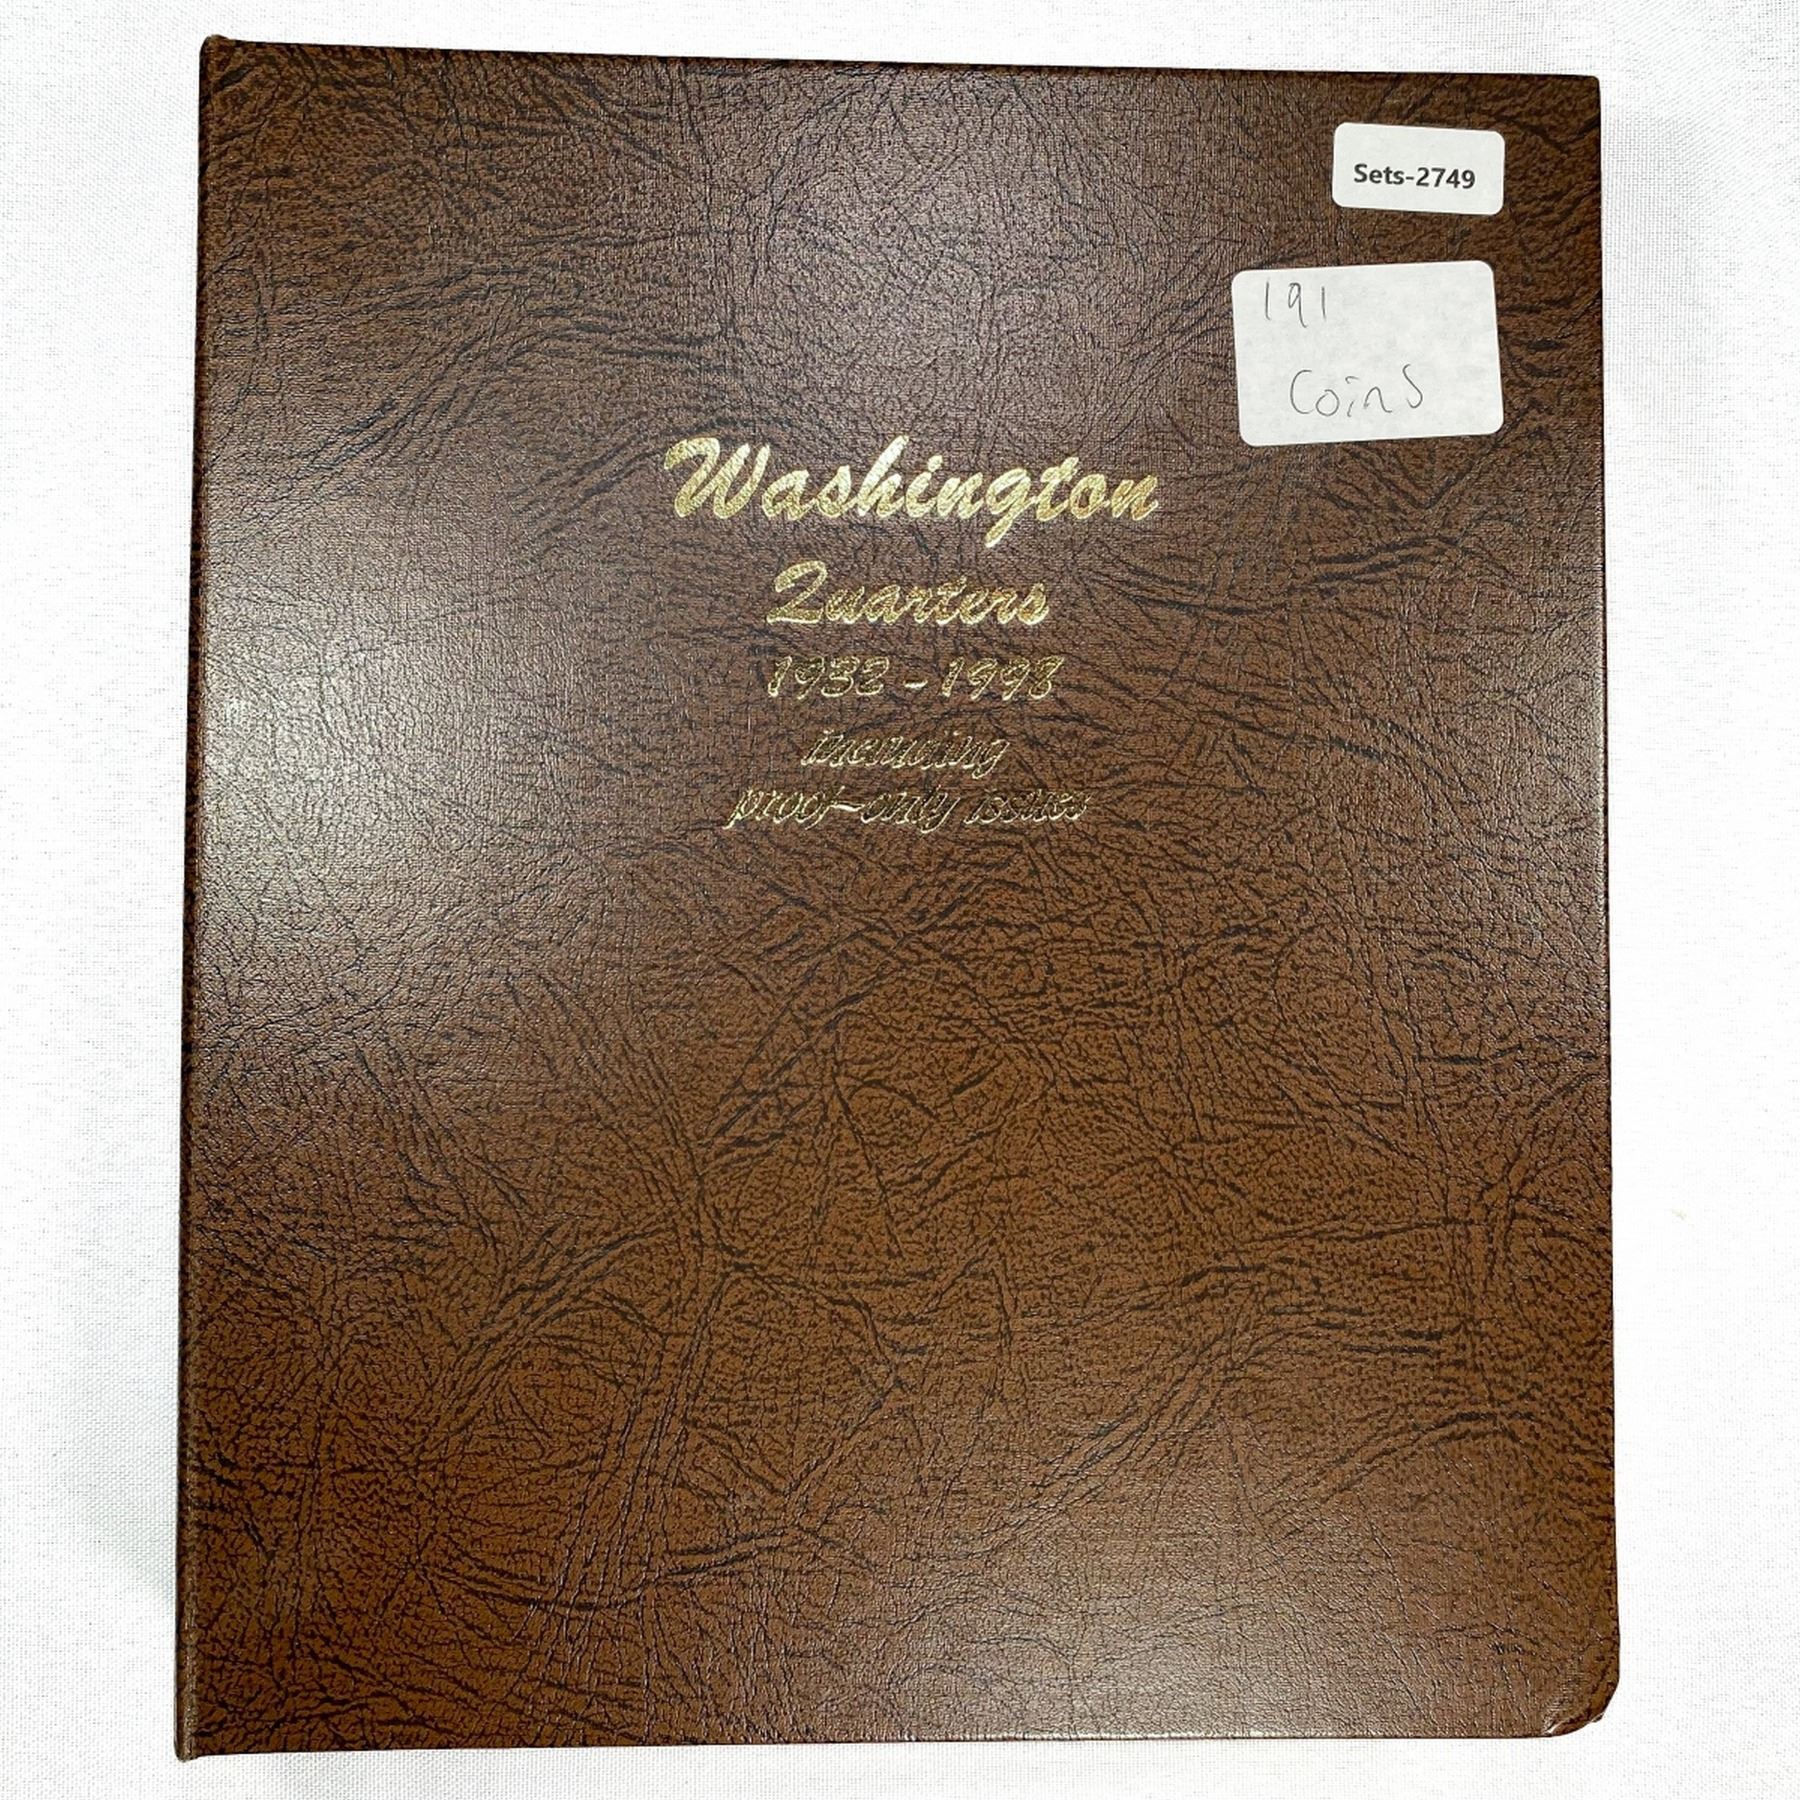 Sets-2749
191
Coins
Washington
Quarters
1932-1998
including
proof-only issues